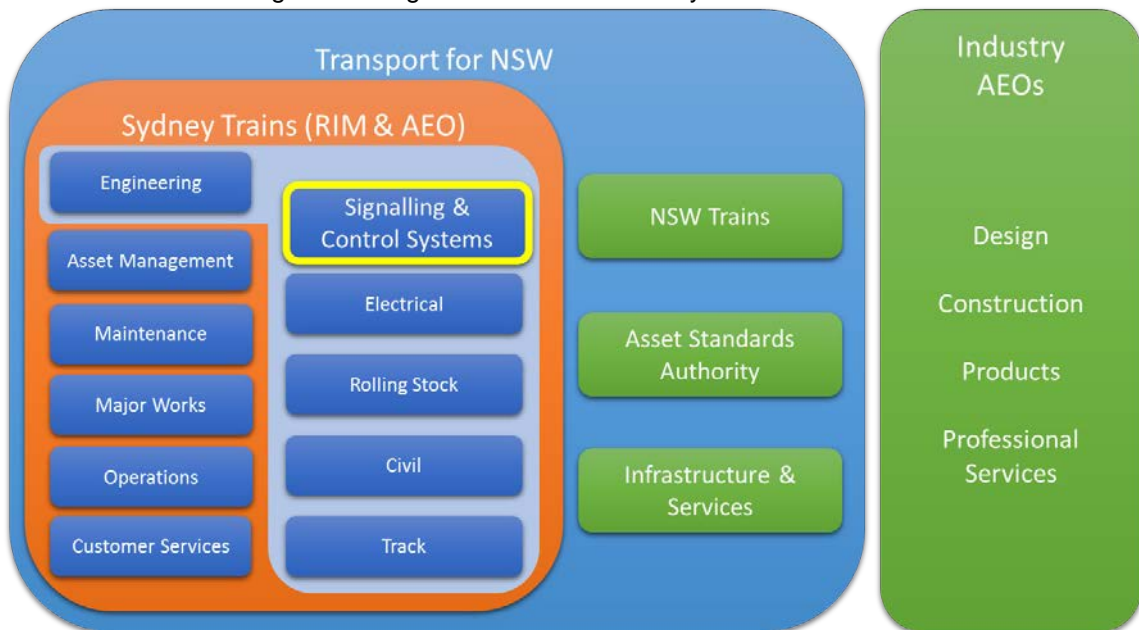 Transport for NSW
Sydney Trains (RIM & AEO)
Engineering
Asset Management
Maintenance
Major Works
Operations
Customer Services
Signalling &
Control Systems
Electrical
Rolling Stock
Civil
Track
NSW Trains
Asset Standards
Authority
Infrastructure &
Services
Industry
AEOs
Design
Construction
Products
Professional
Services